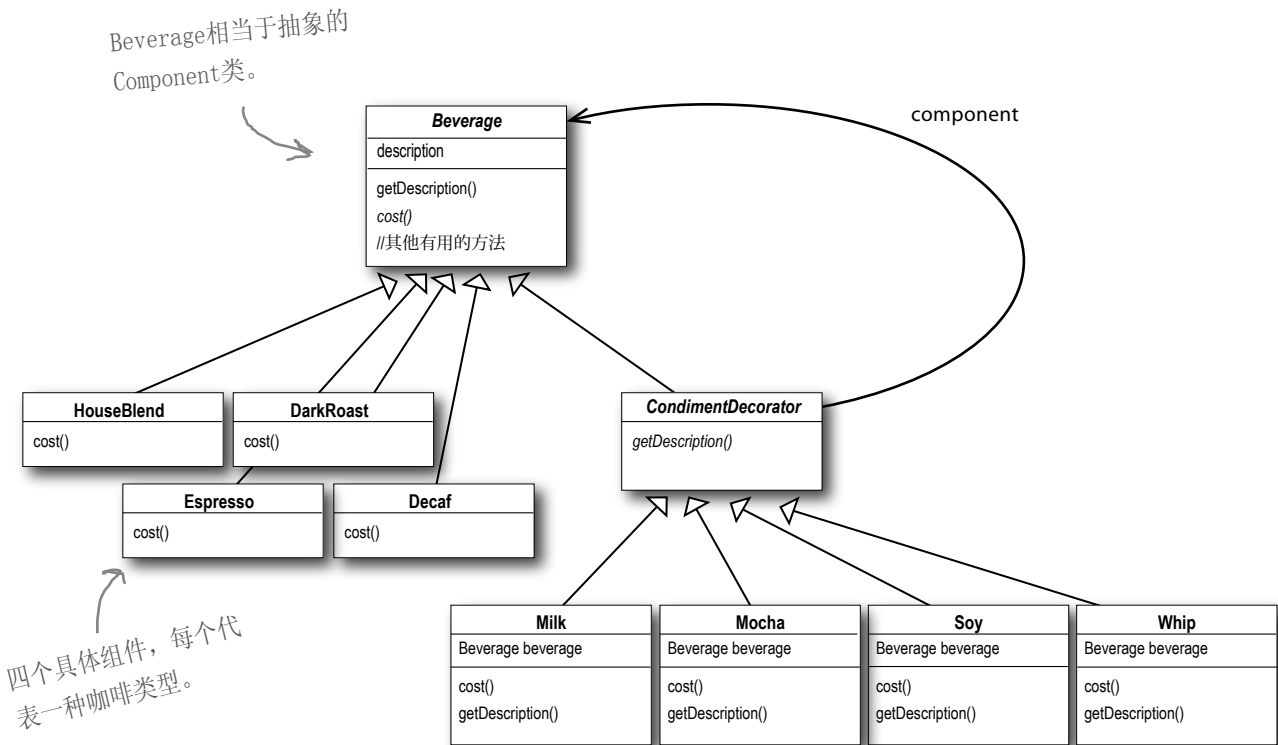 Beverage相当于抽象的
Component类。
component
Beverage
description
getDescription()
cost()
//其他有用的方法
HouseBlend
cost()
DarkRoast
cost()
Espresso
cost()
Decaf
cost()
CondimentDecorator
getDescription()
四个具体组件，每个代
表一种咖啡类型。
Milk
Beverage beverage
cost()
getDescription()
Mocha
Beverage beverage
cost()
getDescription()
Soy
Beverage beverage
cost()
getDescription()
Whip
Beverage beverage
cost()
getDescription()